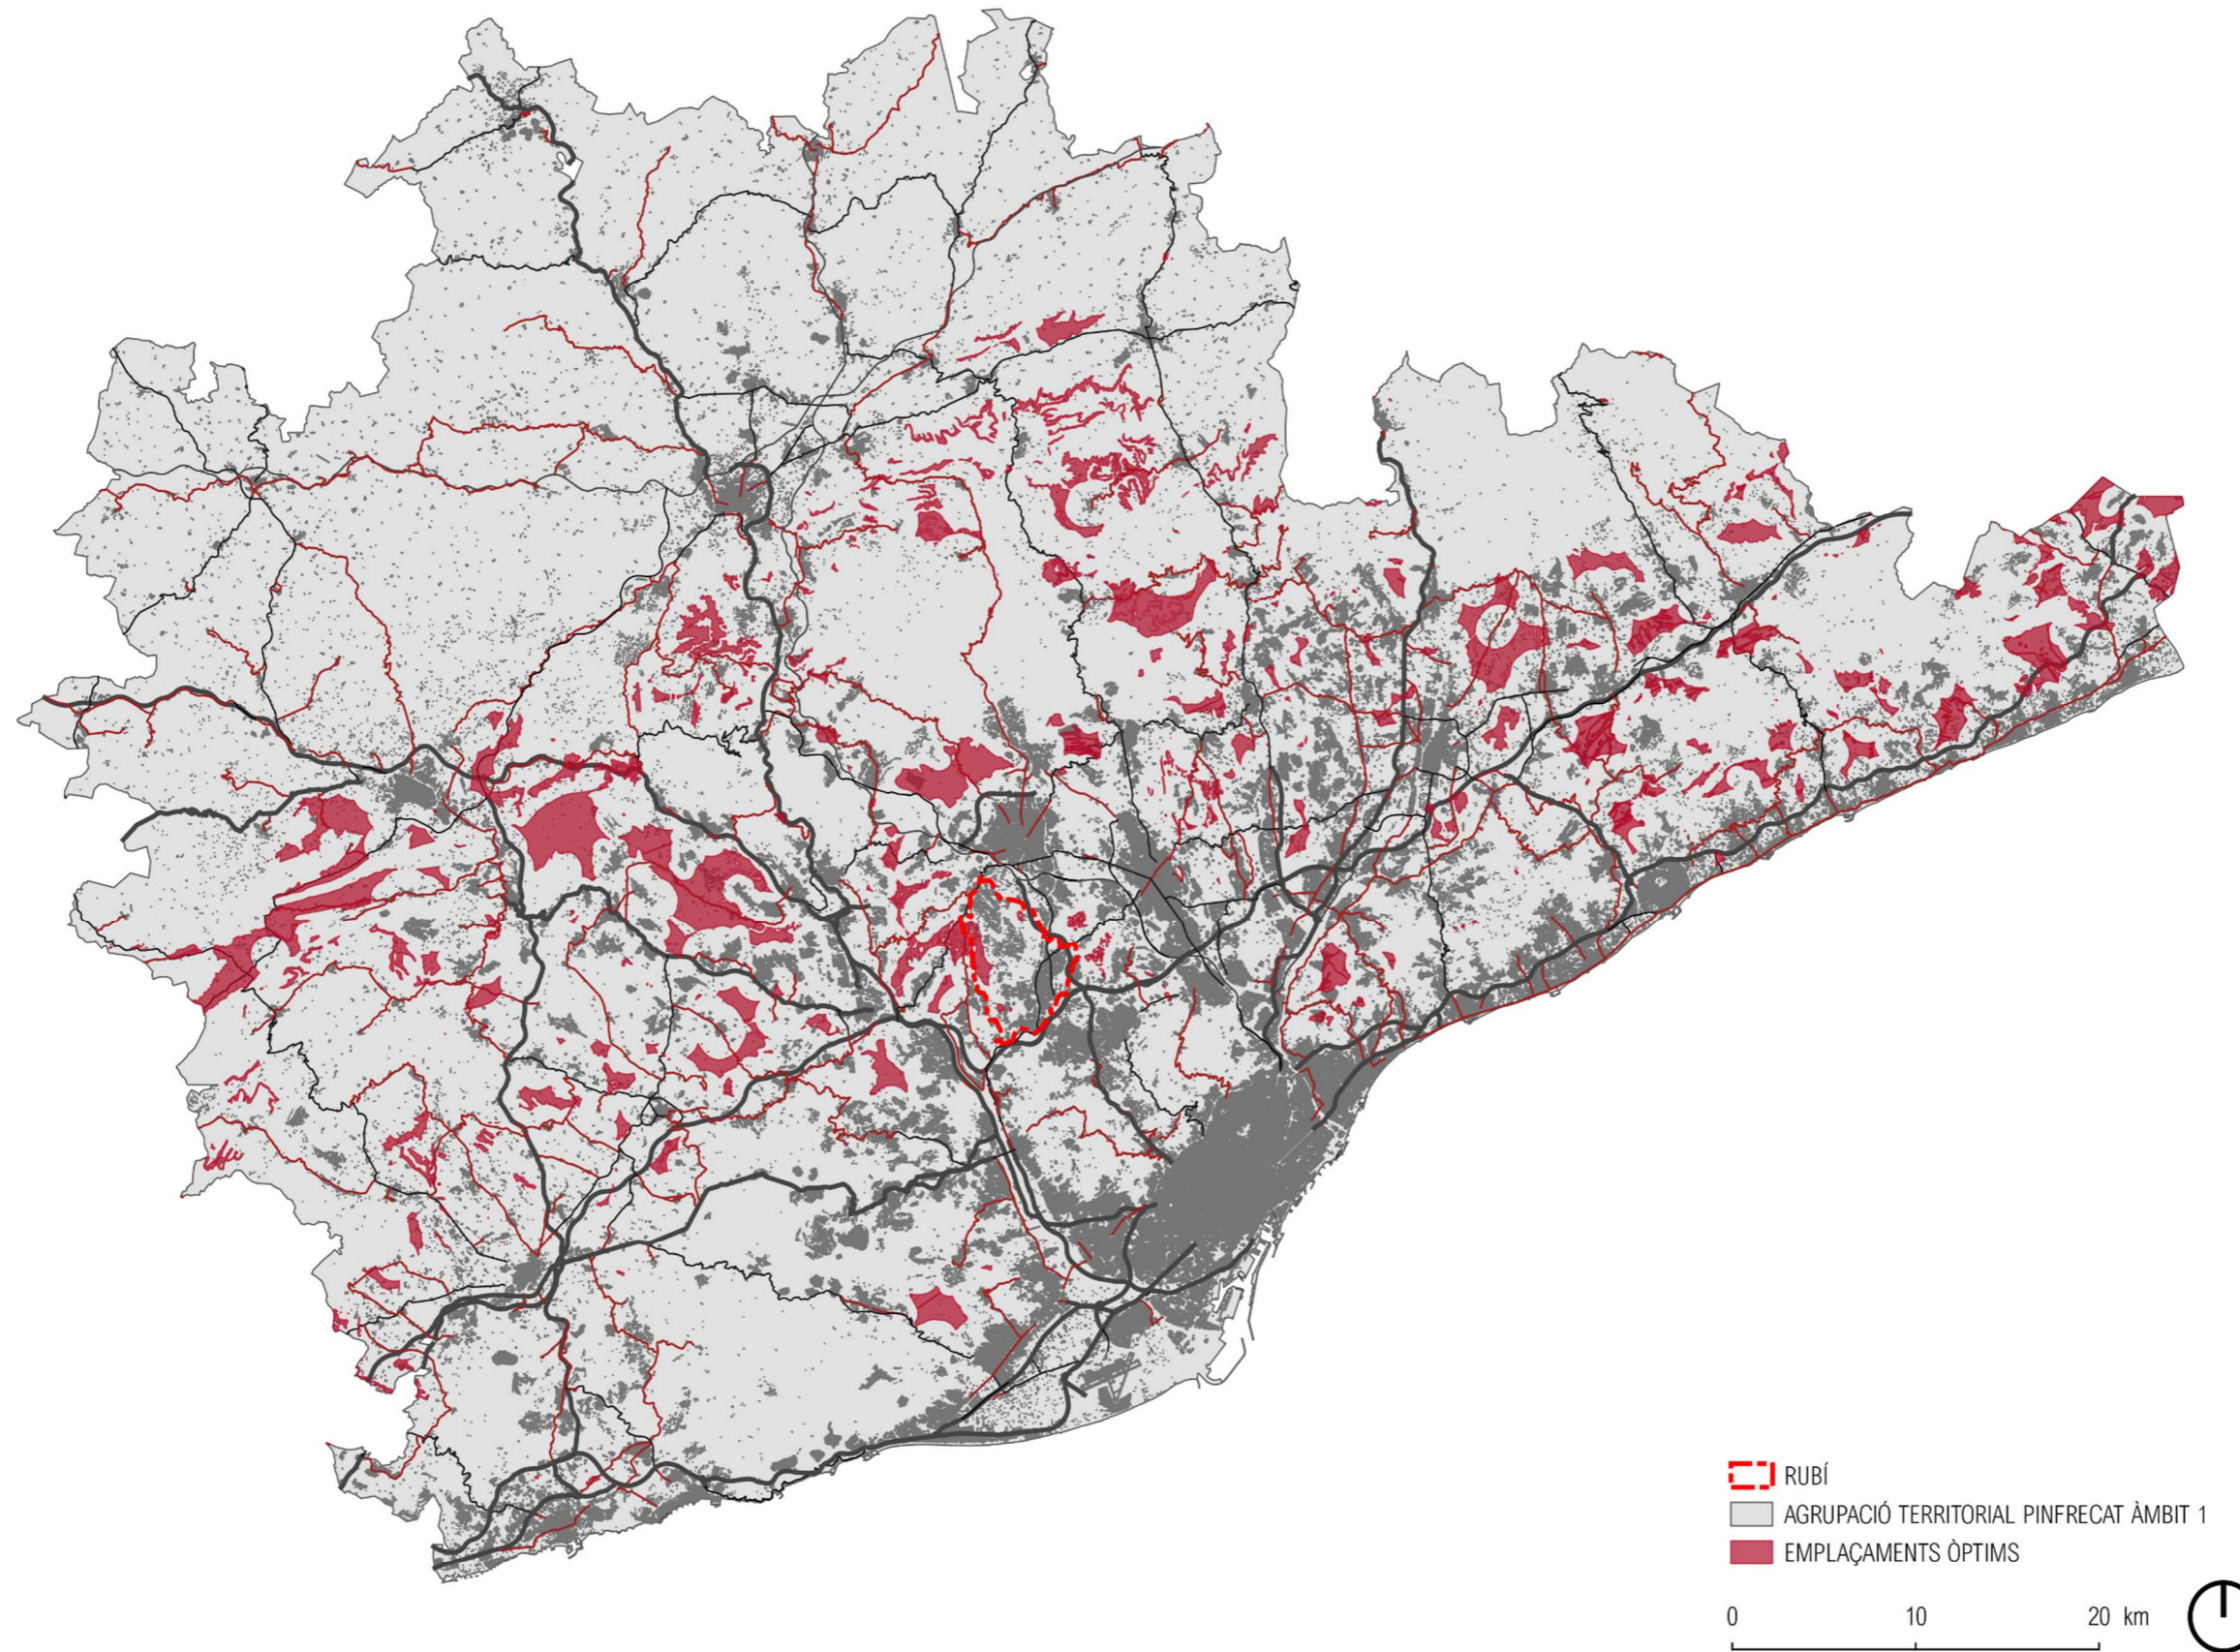 RUBÍ
AGRUPACIÓ TERRITORIAL PINFRECAT ÀMBIT 1
EMPLAÇAMENTS ÒPTIMS
0 10 20 km